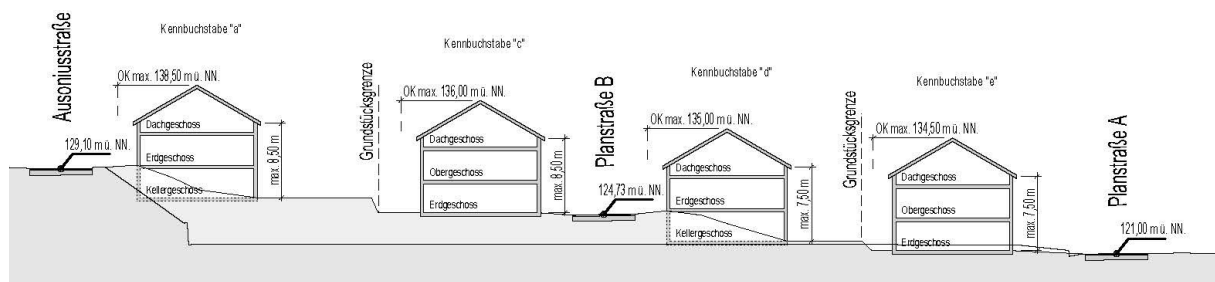 Ausoniusstraße
129,10 m ü. NN.
Kennbuchstabe "a"
OK max. 138,50 m ü. NN.
Dachgeschoss
Erdgeschoss
Kellergeschoss
max. 8,50 m
Grundstücksgrenze
Kennbuchstabe "c"
OK max. 136,00 m ü. NN.
Dachgeschoss
Obergeschoss
Erdgeschoss
max. 8,50 m
Planstraße B
124,73 m ü. NN.
Kennbuchstabe "d"
OK max. 135,00 m ü. NN.
Dachgeschoss
Erdgeschoss
Kellergeschoss
max. 7,50 m
Grundstücksgrenze
Kennbuchstabe "e"
OK max. 134,50 m ü. NN.
Dachgeschoss
Obergeschoss
Erdgeschoss
max. 7,50 m
Planstraße A
121,00 m ü. NN.